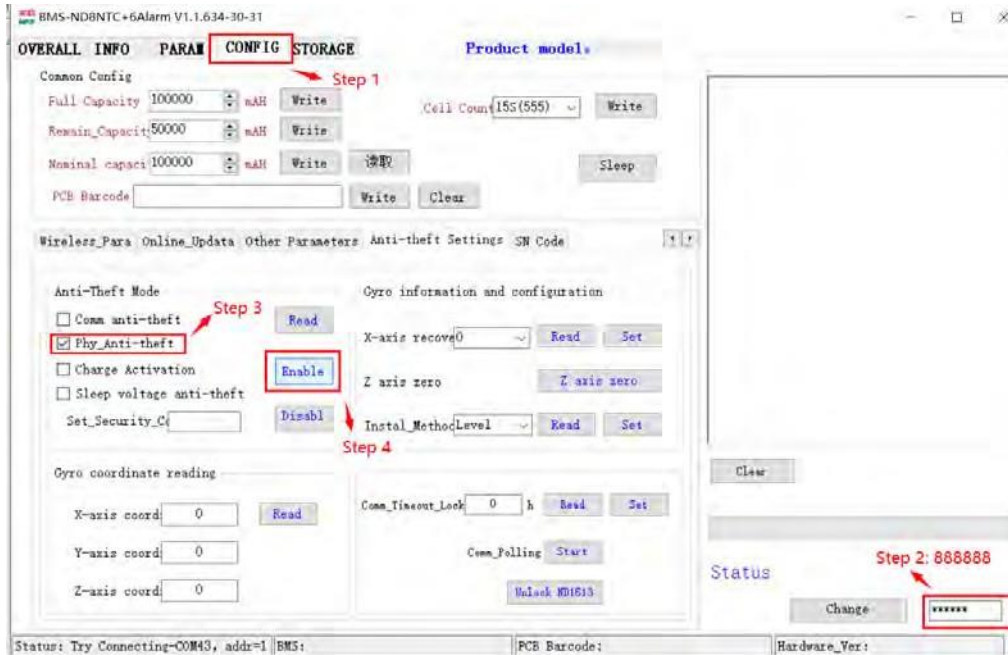 BMS-ND8NTC+6Alarm V1.1.634-30-31
OVERALL INFO PARAM CONFIG STORAGE Product model:
Step 1
Common Config
Full Capacity 100000 mAH Write Cell Count 15S(555) Write
Remain_Capacit 50000 mAH Write
Nominal capaci 100000 mAH Write 读取 Sleep
PCB Barcode Write Clear
Wireless_Para Online_Updata Other Parameters Anti-theft Settings SN Code
Anti-Theft Mode
Comm anti-theft
Step 3
Read
Phy_Anti-theft
Charge Activation
Enable
Sleep voltage anti-theft
Set_Security_Co
Disabl
Step 4
Gyro information and configuration
X-axis recove 0 Read Set
Z axis zero Z axis zero
Instal_Method Level Read Set
Gyro coordinate reading
X-axis coord 0 Read
Y-axis coord 0
Z-axis coord 0
Comm_Timeout_Lock 0 h Read Set
Comm_Polling Start
Unlock ND1613
Clear
Status
Step 2: 888888
Change ******
Status: Try Connecting-COM43, addr=1 BMS: PCB Barcode: Hardware_Ver: